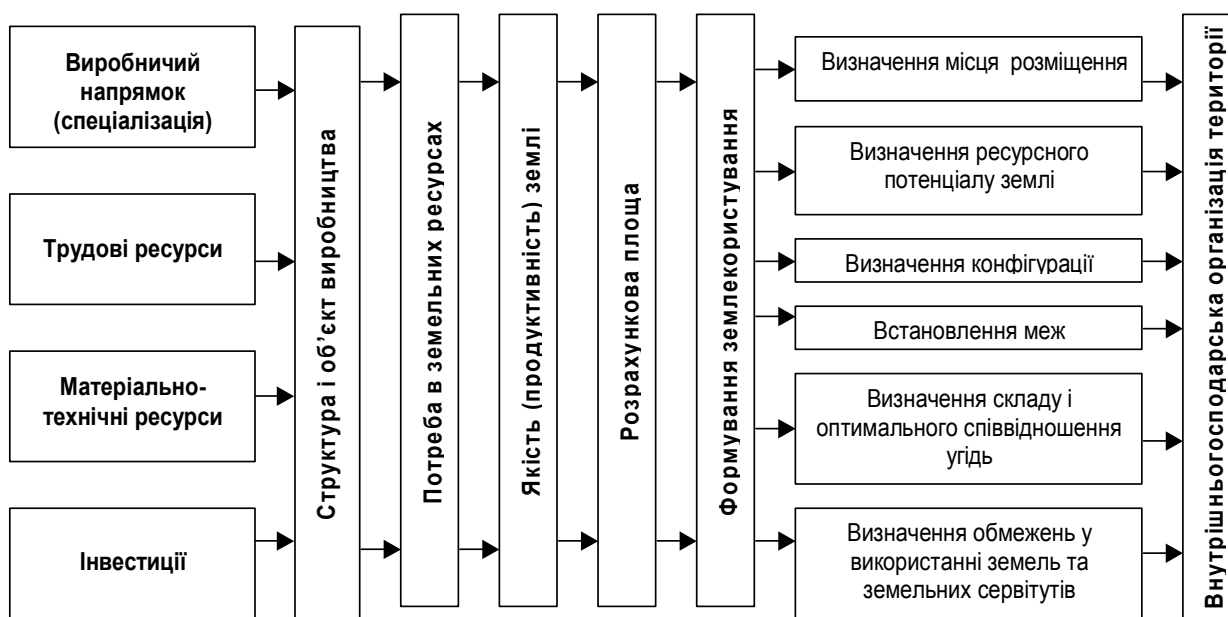 Виробничий
напрямок
(спеціалізація)
Трудові ресурси
Матеріально-
технічні ресурси
Інвестиції
Структура і об’єкт виробництва
Потреба в земельних ресурсах
Якість (продуктивність) землі
Розрахункова площа
Формування землекористування
Визначення місця розміщення
Визначення ресурсного
потенціалу землі
Визначення конфігурації
Встановлення меж
Визначення складу і
оптимального співвідношення
угідь
Визначення обмежень у
використанні земель та
земельних сервітутів
Внутрішньогосподарська організація території